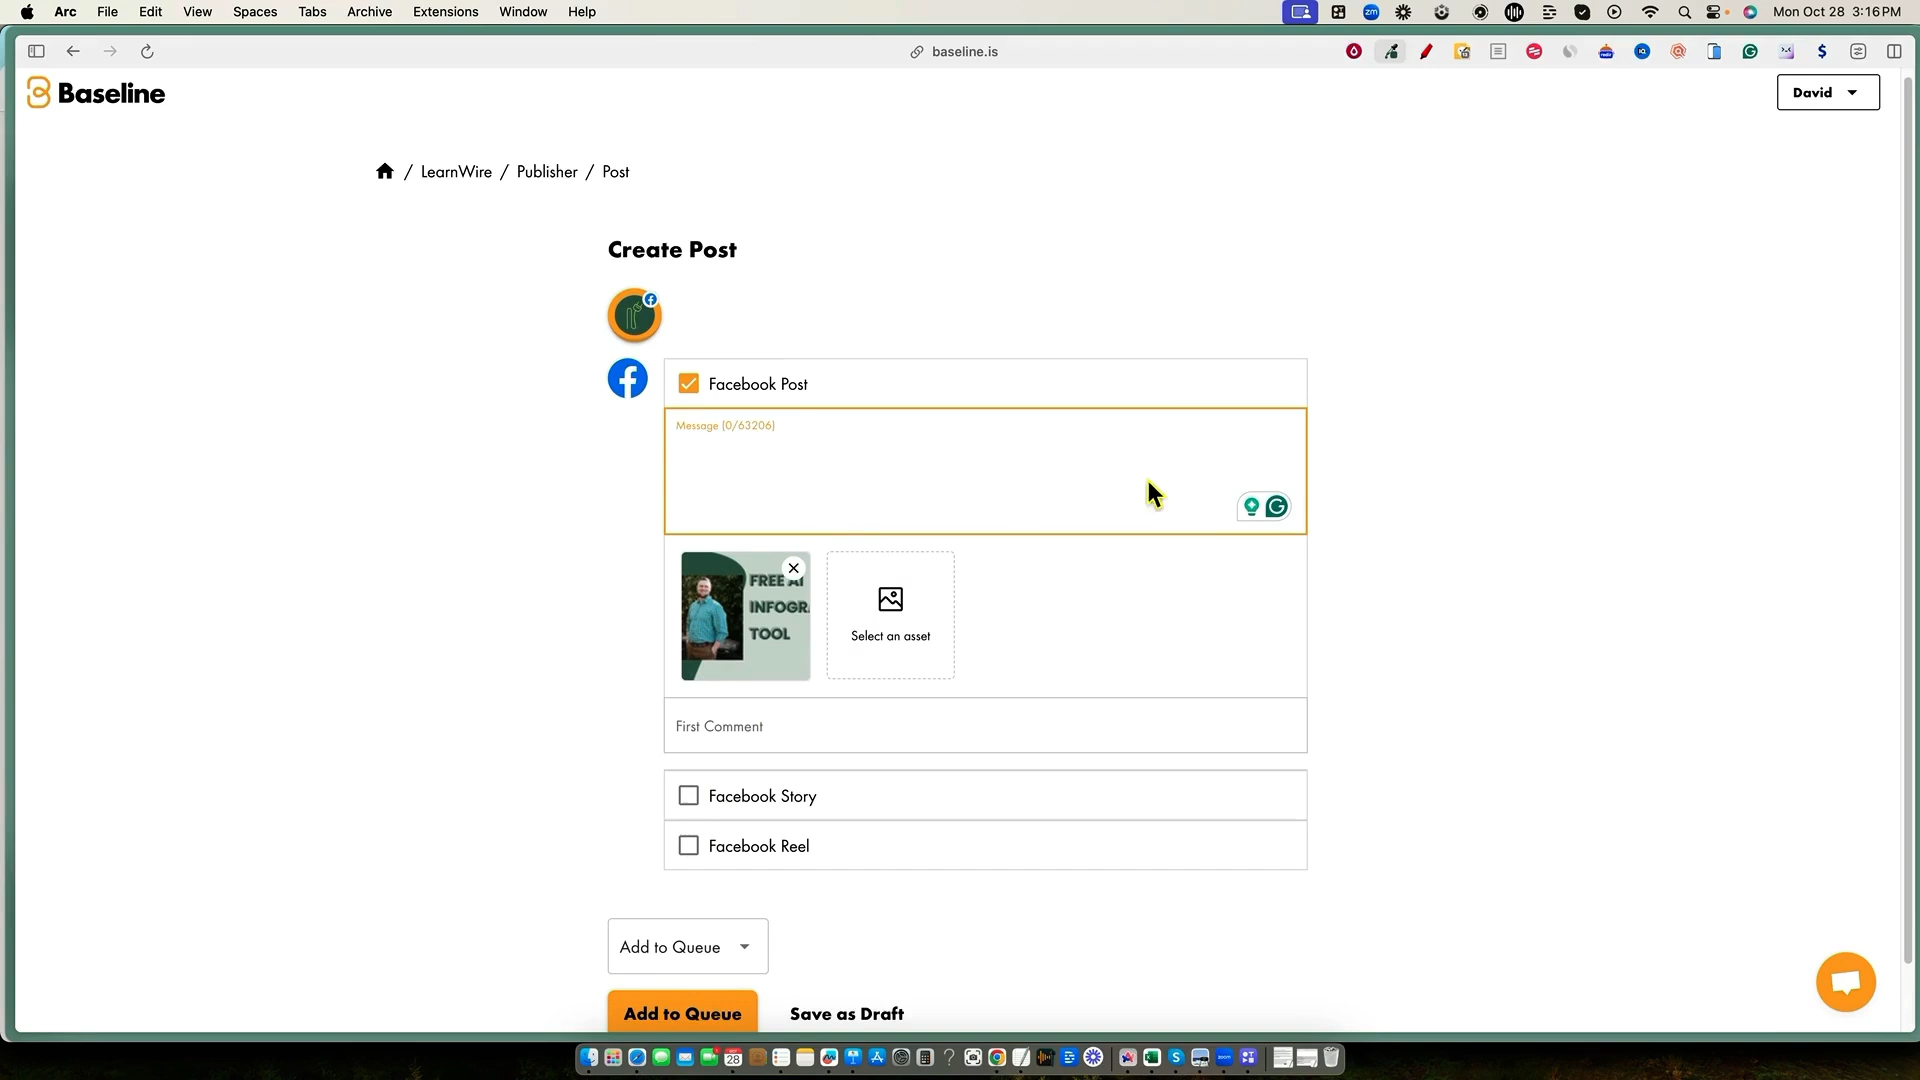 Arc File Edit View Spaces Tabs Archive Extensions Window Help zm Mon Oct 28 3:16 PM
baseline.is
Baseline
David
/ LearnWire / Publisher / Post
Create Post
Facebook Post
Message (0/63206)
FREE AI
INFOGRA
TOOL
Select an asset
First Comment
Facebook Story
Facebook Reel
Add to Queue
Add to Queue Save as Draft